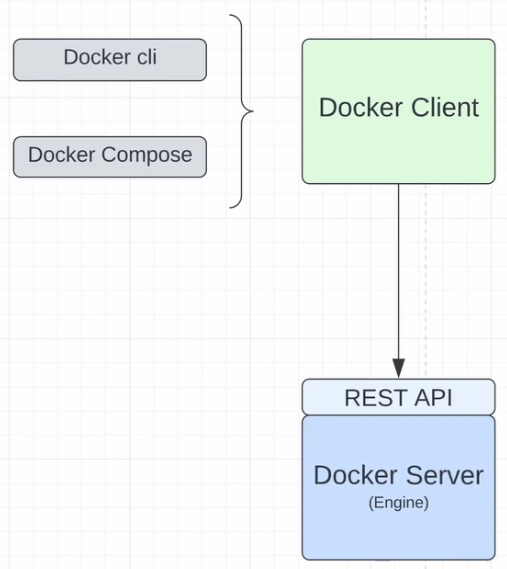 Docker cli
Docker Compose
Docker Client
REST API
Docker Server
(Engine)